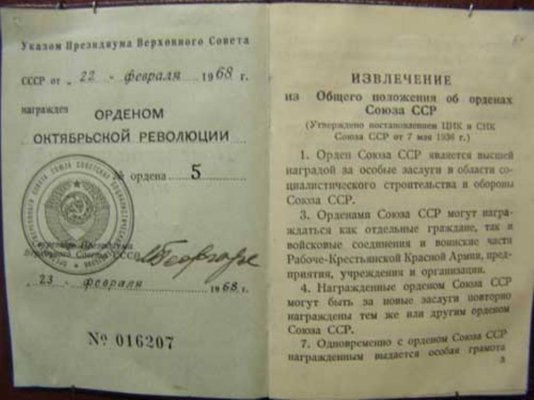 Указом Президиума Верховного Совета
СССР от „ 22 „ февраля 1968 г.
награжден
ОРДЕНОМ
ОКТЯБРЬСКОЙ РЕВОЛЮЦИИ
№ ордена 5
Секретарь Президиума
Верховного Совета СССР
„ 23 „ февраля 1968 г.
№ 016207
ИЗВЛЕЧЕНИЕ
из Общего положения об орденах
Союза ССР
(Утверждено постановлением ЦИК и СНК
Союза ССР от 7 мая 1936 г.)
1. Орден Союза ССР является высшей
наградой за особые заслуги в области со-
циалистического строительства и обороны
Союза ССР.
3. Орденами Союза ССР могут награ-
ждаться как отдельные граждане, так и
войсковые соединения и воинские части
Рабоче-Крестьянской Красной Армии, пред-
приятия, учреждения и организации.
4. Награжденные орденом Союза ССР
могут быть за новые заслуги повторно
награждены тем же или другим орденом
Союза ССР.
7. Одновременно с орденом Союза ССР
награжденным выдается особая грамота
3